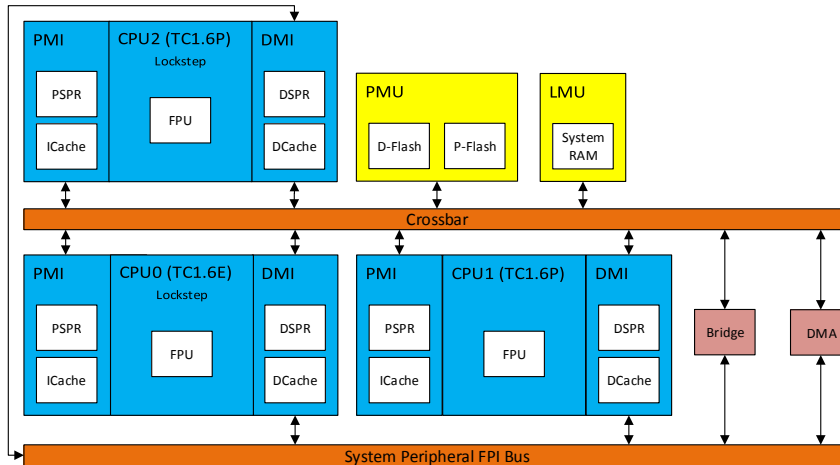 PMI
CPU2 (TC1.6P)
Lockstep
DMI
PSPR
ICache
FPU
DSPR
DCache
PMU
D-Flash
P-Flash
LMU
System
RAM
Crossbar
PMI
CPU0 (TC1.6E)
Lockstep
DMI
PSPR
ICache
FPU
DSPR
DCache
PMI
CPU1 (TC1.6P)
DMI
PSPR
ICache
FPU
DSPR
DCache
Bridge
DMA
System Peripheral FPI Bus